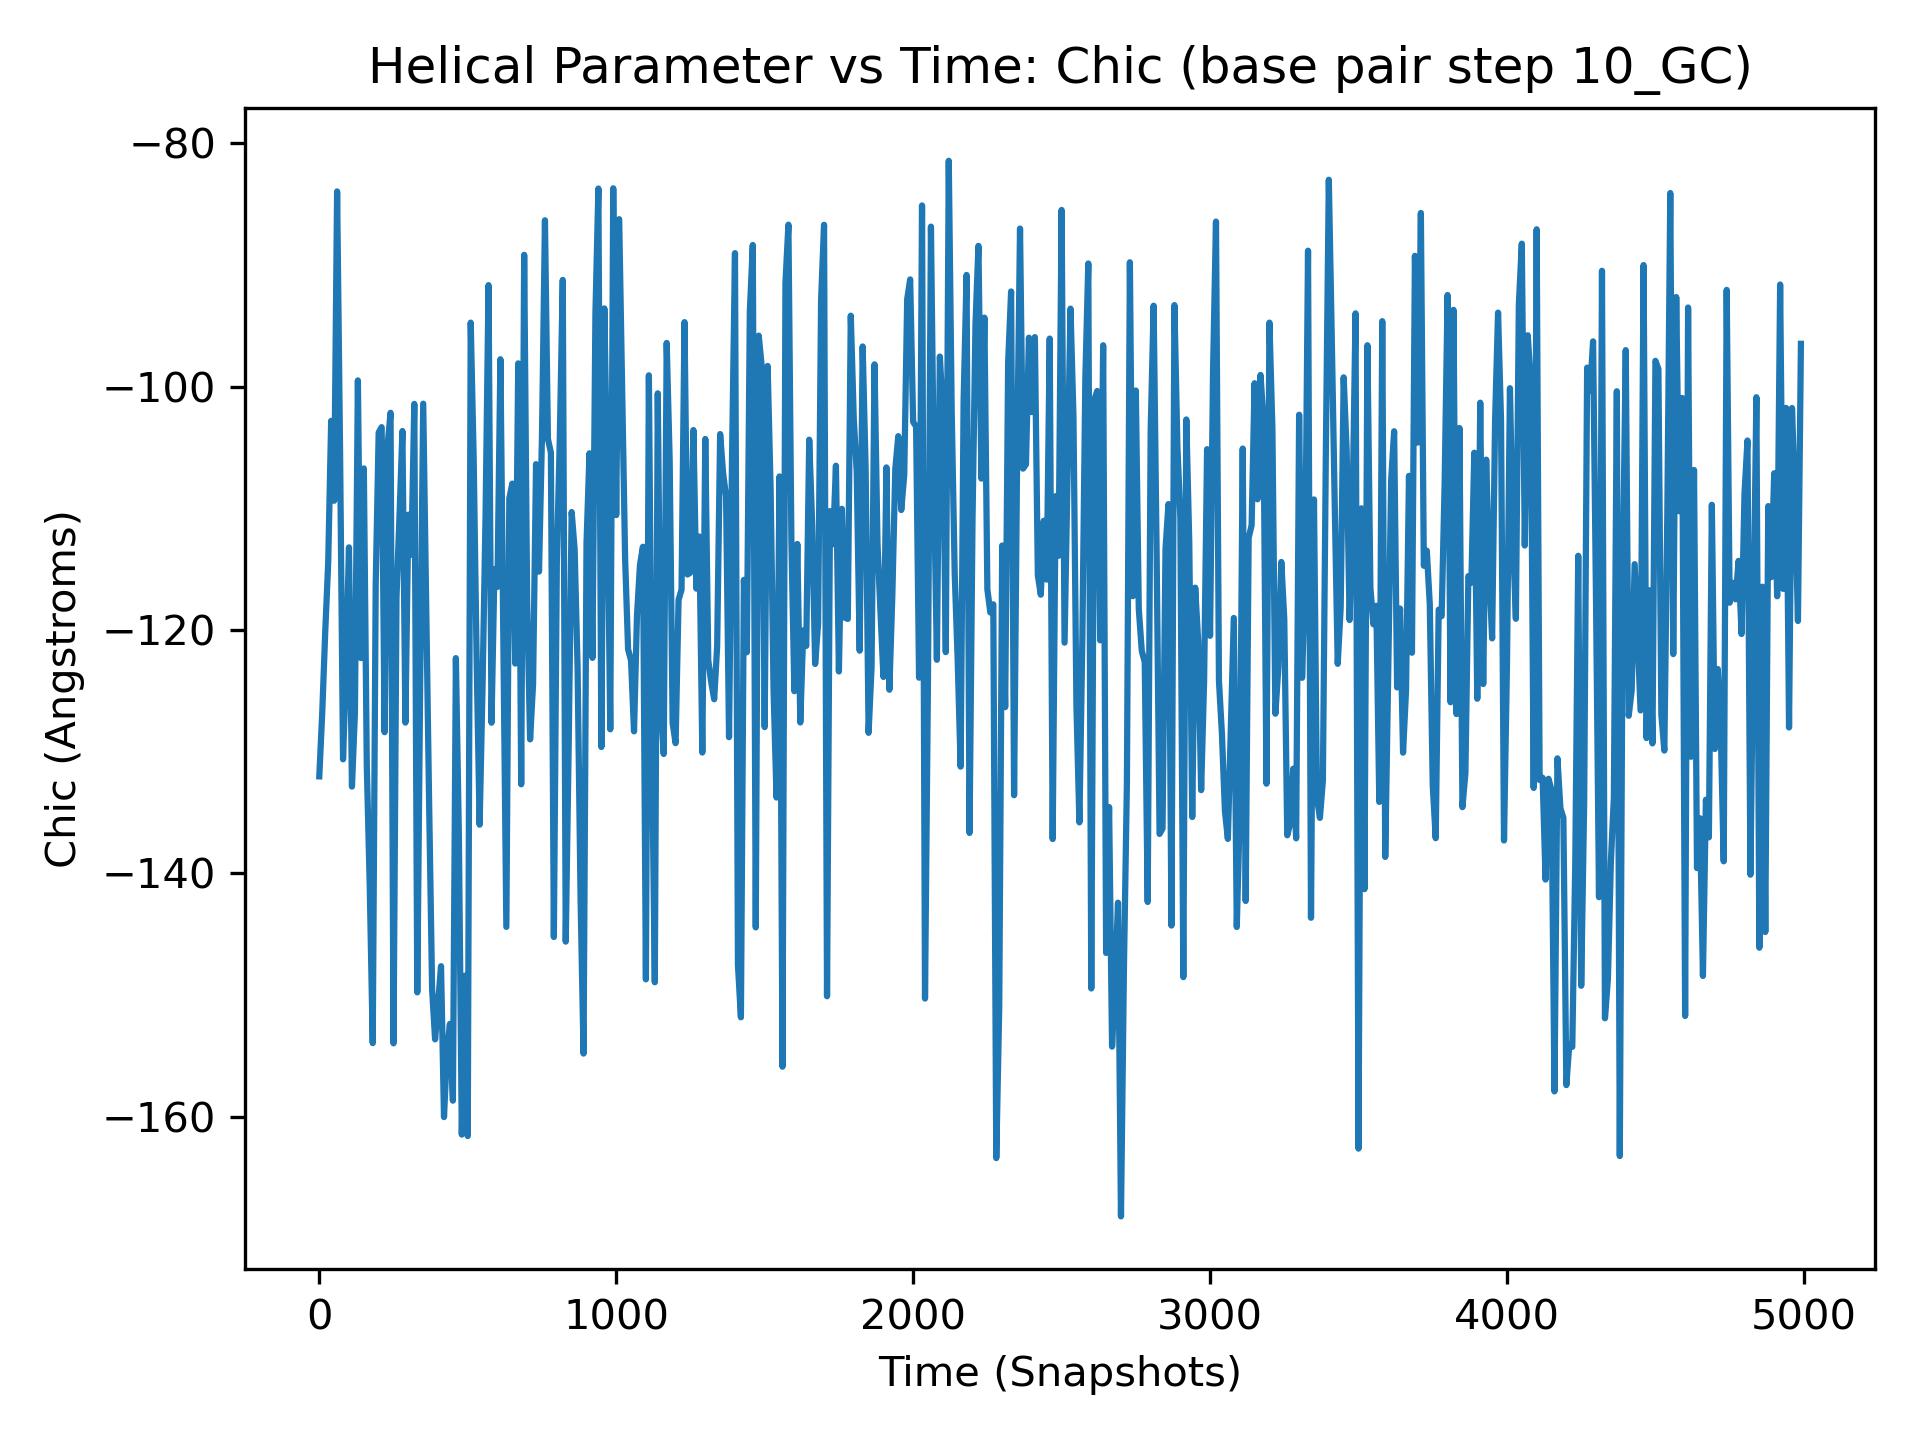 Helical Parameter vs Time: Chic (base pair step 10_GC)
Chic (Angstroms)
−80
−100
−120
−140
−160
0 1000 2000 3000 4000 5000
Time (Snapshots)